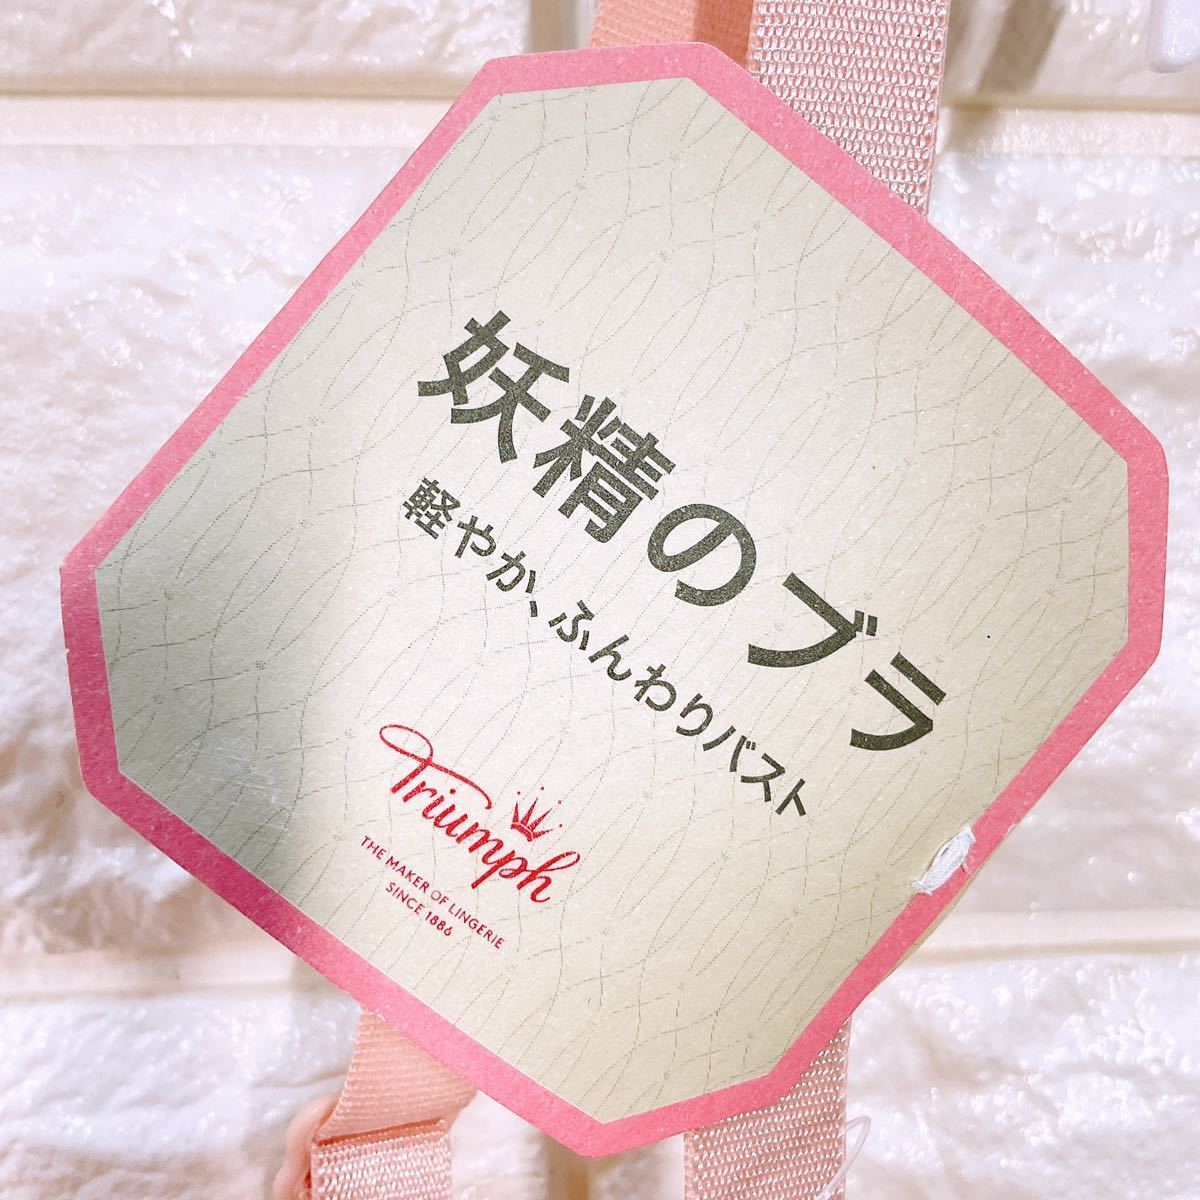 妖精のブラ
軽やか、ふんわりバスト
Triumph
THE MAKER OF LINGERIE
SINCE 1886